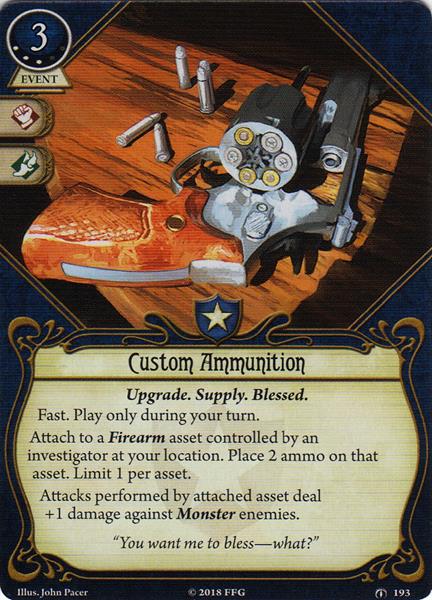 3
EVENT
Custom Ammunition
Upgrade. Supply. Blessed.
Fast. Play only during your turn.
Attach to a Firearm asset controlled by an
investigator at your location. Place 2 ammo on that
asset. Limit 1 per asset.
Attacks performed by attached asset deal
+1 damage against Monster enemies.
“You want me to bless—what?”
Illus. John Pacer © 2018 FFG 193